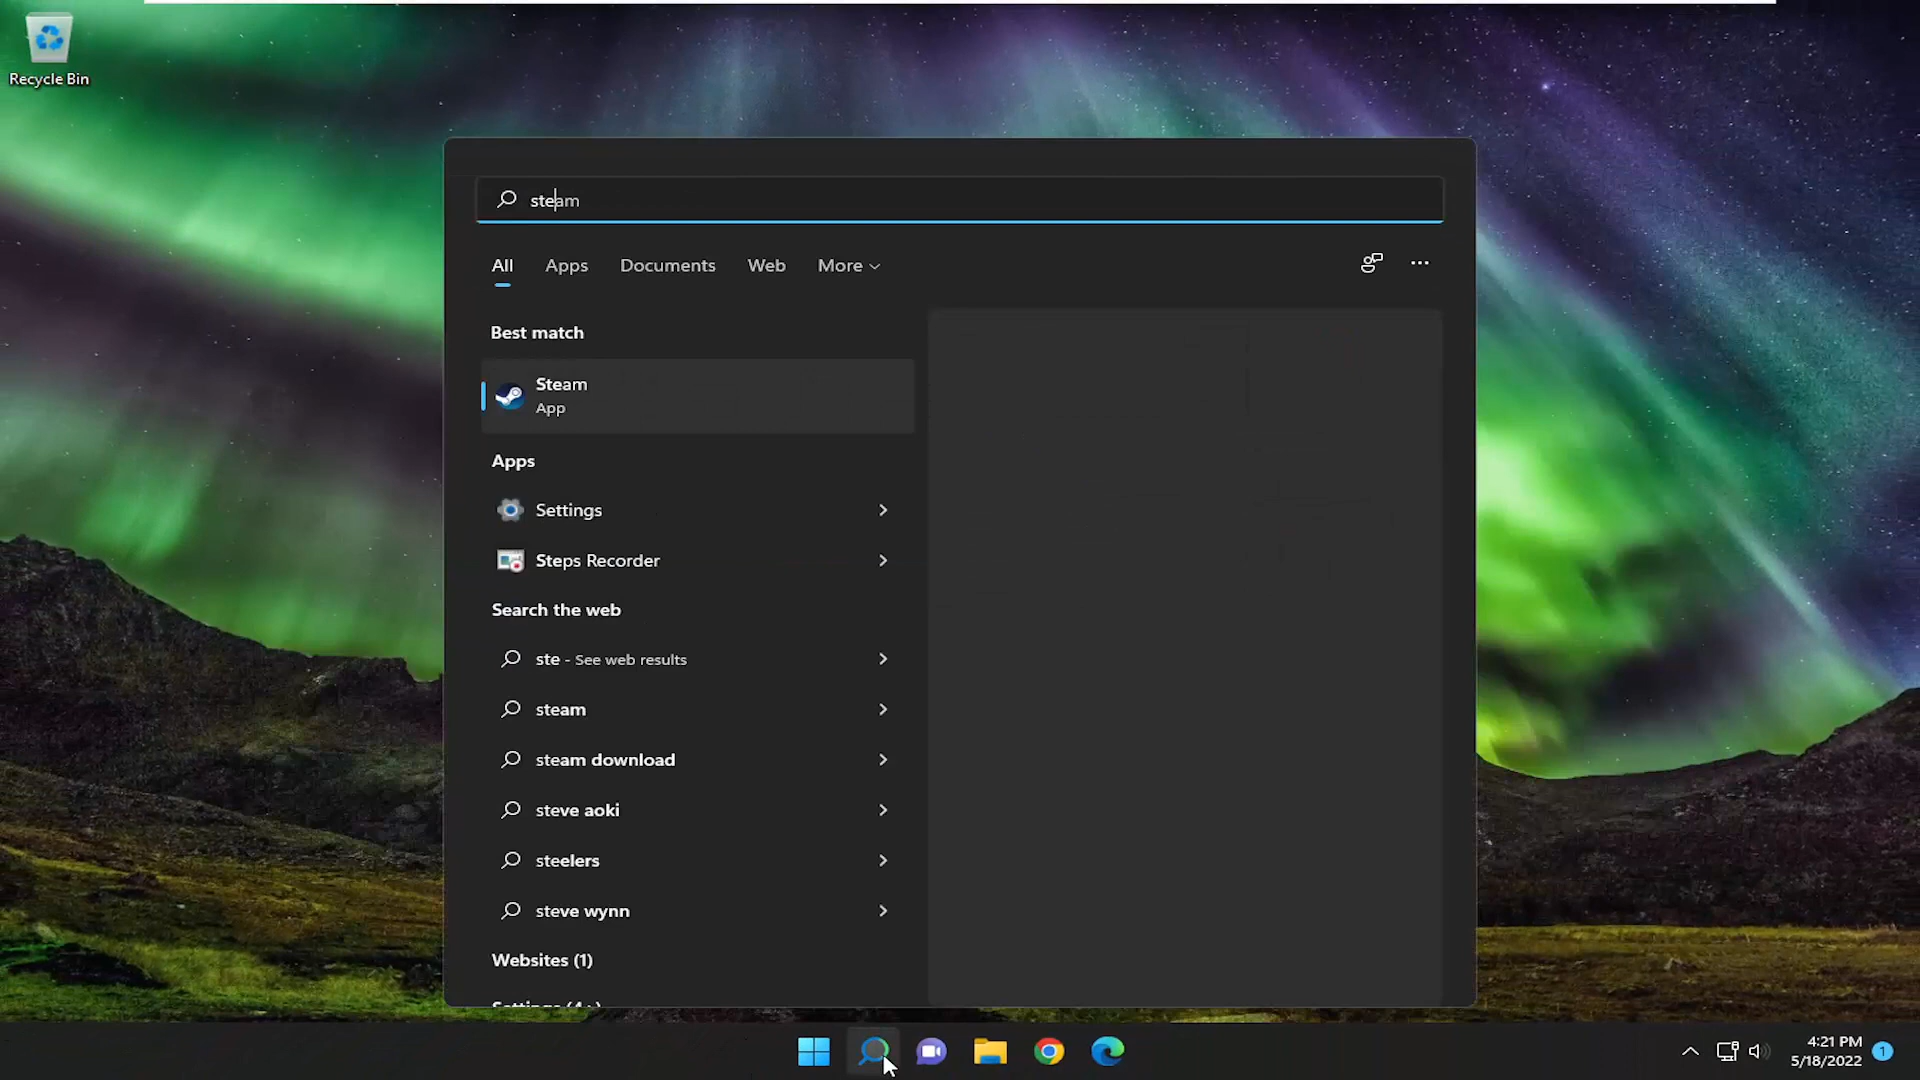 Recycle Bin
steam
All Apps Documents Web More
Best match
Steam
App
Apps
Settings
Steps Recorder
Search the web
ste - See web results
steam
steam download
steve aoki
steelers
steve wynn
Websites (1)
Settings (4+)
4:21 PM
5/18/2022
1